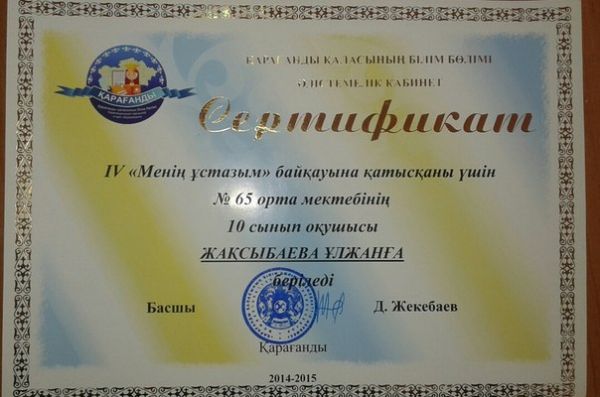 ҚАРАҒАНДЫ ҚАЛАСЫНЫҢ БІЛІМ БӨЛІМІ
ӘДІСТЕМЕЛІК КАБИНЕТ
ҚАРАҒАНДЫ
Сертификат
IV «Менің ұстазым» байқауына қатысқаны үшін
№ 65 орта мектебінің
10 сынып оқушысы
ЖАҚСЫБАЕВА ҰЛЖАНҒА
беріледі
Басшы Д. Жекебаев
Қарағанды
2014-2015